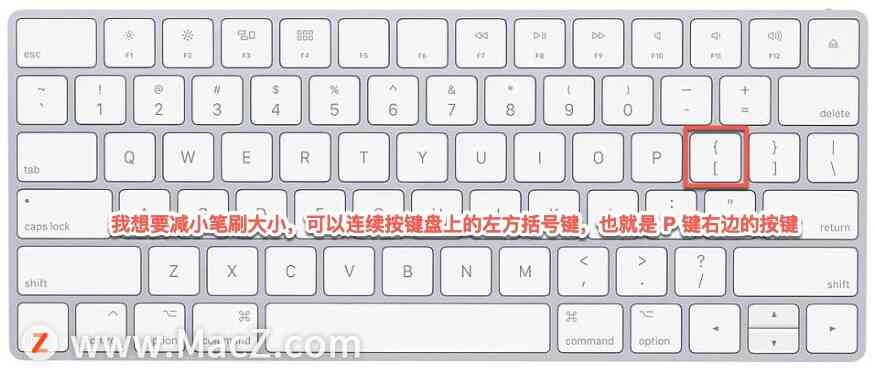 esc F1 F2 F3 F4 F7 F8 F9 F10 F11 F12
~ ! @ # $ % ^ & * ( ) — +
` 1 2 3 4 5 6 7 8 9 0 - = delete
{ } |
tab Q W E R T Y U I O P [ ] \
"
caps lock return
我想要减小笔刷大小，可以连续按键盘上的左方括号键，也就是 P 键右边的按键
< > ?
shift Z X C V B N M , . / shift
Z www.MacZ.com
command command option